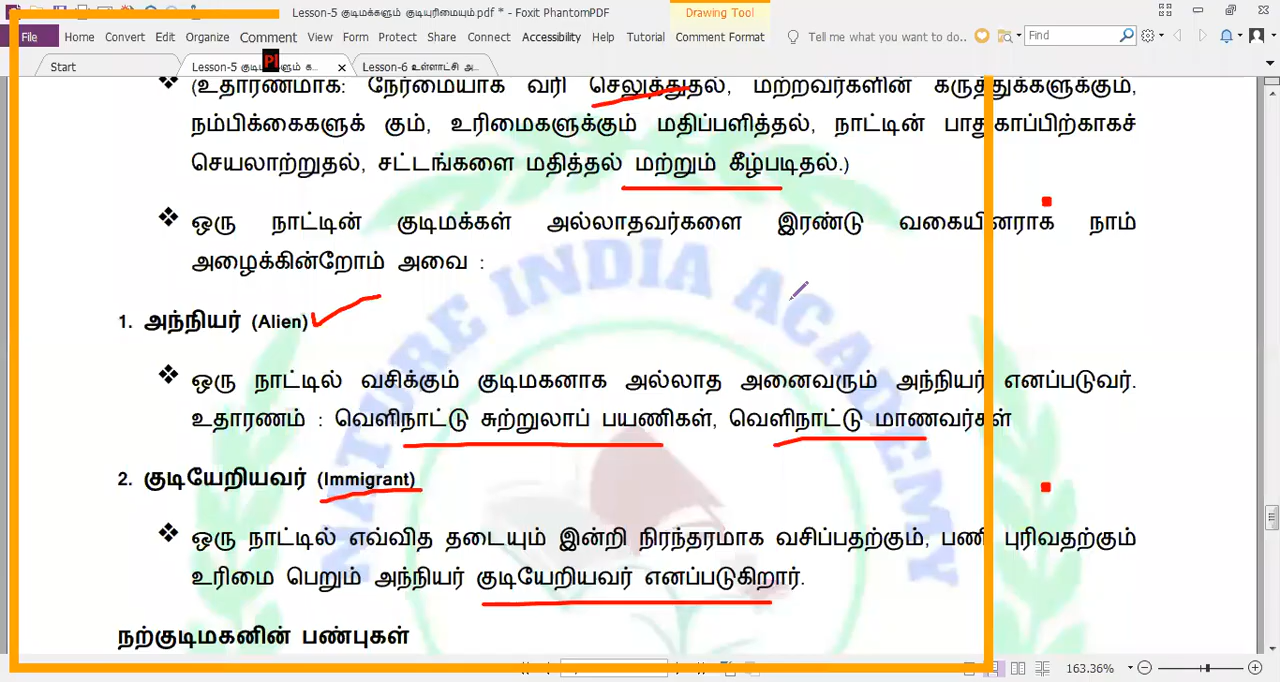 Lesson-5 குடிமக்களும் குடியுரிமையும்.pdf * - Foxit PhantomPDF
Drawing Tool
File Home Convert Edit Organize Comment View Form Protect Share Connect Accessibility Help Tutorial Comment Format Tell me what you want to do.. Find
Start Lesson-5 க... Lesson-6 உள்ளாட்சி அ...
PI
❖ (உதாரணமாக: நேர்மையாக வரி செலுத்துதல், மற்றவர்களின் கருத்துக்களுக்கும்,
நம்பிக்கைகளுக் கும், உரிமைகளுக்கும் மதிப்பளித்தல், நாட்டின் பாதுகாப்பிற்காகச்
செயலாற்றுதல், சட்டங்களை மதித்தல் மற்றும் கீழ்படிதல்.)
❖ ஒரு நாட்டின் குடிமக்கள் அல்லாதவர்களை இரண்டு வகையினராக நாம்
அழைக்கின்றோம் அவை :
1. அந்நியர் (Alien)
❖ ஒரு நாட்டில் வசிக்கும் குடிமகனாக அல்லாத அனைவரும் அந்நியர் எனப்படுவர்.
உதாரணம் : வெளிநாட்டு சுற்றுலாப் பயணிகள், வெளிநாட்டு மாணவர்கள்
2. குடியேறியவர் (Immigrant)
❖ ஒரு நாட்டில் எவ்வித தடையும் இன்றி நிரந்தரமாக வசிப்பதற்கும், பணி புரிவதற்கும்
உரிமை பெறும் அந்நியர் குடியேறியவர் எனப்படுகிறார்.
நற்குடிமகனின் பண்புகள்
NATURE INDIA ACADEMY
163.36%